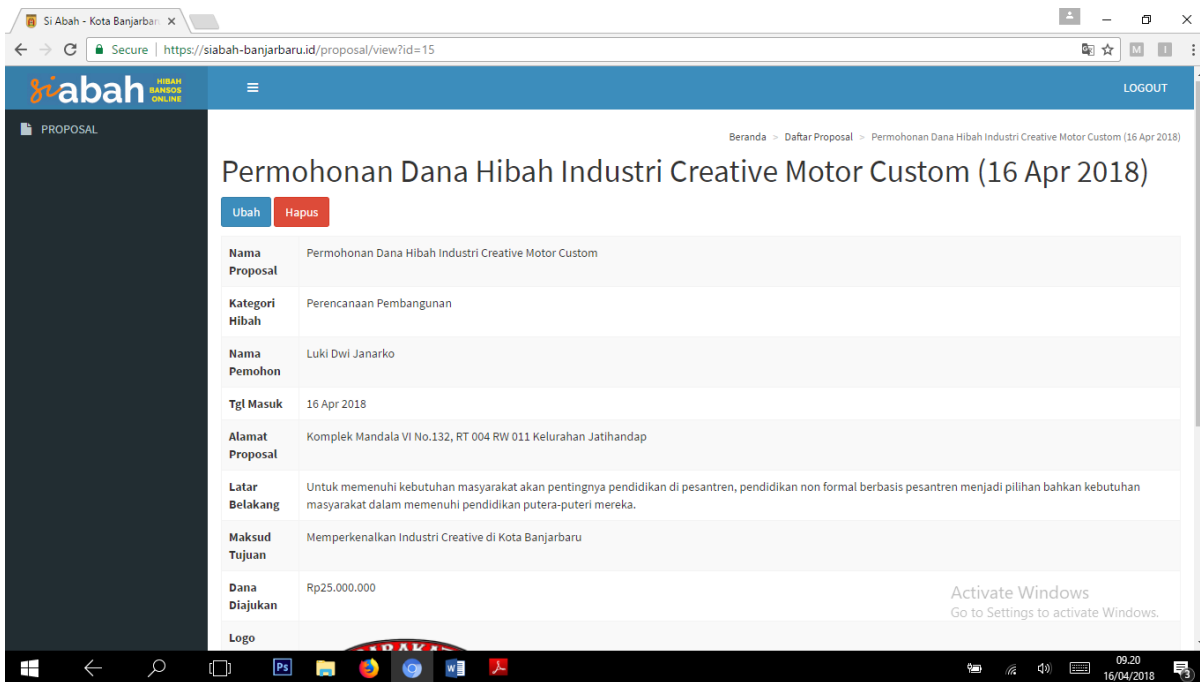 Si Abah - Kota Banjarbar
Secure | https://siabah-banjarbaru.id/proposal/view?id=15
siabah HIBAH BANSOS ONLINE
LOGOUT
PROPOSAL
Beranda > Daftar Proposal > Permohonan Dana Hibah Industri Creative Motor Custom (16 Apr 2018)
Permohonan Dana Hibah Industri Creative Motor Custom (16 Apr 2018)
Ubah Hapus
Nama Proposal Permohonan Dana Hibah Industri Creative Motor Custom
Kategori Hibah Perencanaan Pembangunan
Nama Pemohon Luki Dwi Janarko
Tgl Masuk 16 Apr 2018
Alamat Proposal Komplek Mandala VI No.132, RT 004 RW 011 Kelurahan Jatihandap
Latar Belakang Untuk memenuhi kebutuhan masyarakat akan pentingnya pendidikan di pesantren, pendidikan non formal berbasis pesantren menjadi pilihan bahkan kebutuhan
masyarakat dalam memenuhi pendidikan putera-puteri mereka.
Maksud Tujuan Memperkenalkan Industri Creative di Kota Banjarbaru
Dana Diajukan Rp25.000.000
Activate Windows
Go to Settings to activate Windows.
Logo
09.20
16/04/2018